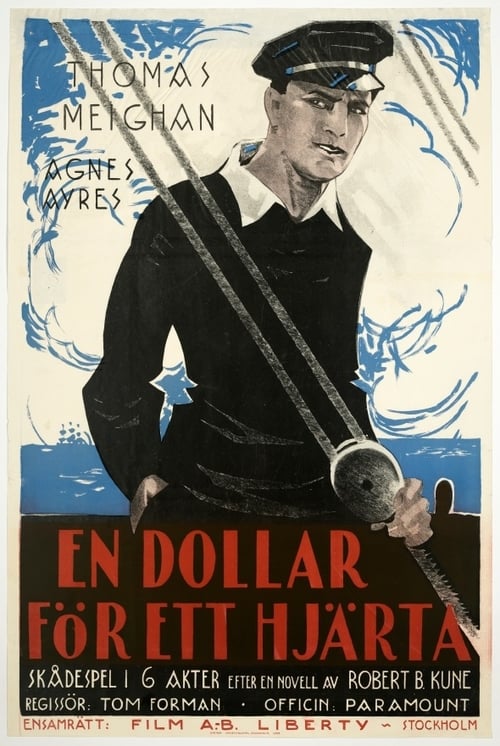 THOMAS
MEIGHAN
AGNES
AYRES
EN DOLLAR
FÖR ETT HJÄRTA
SKÅDESPEL I 6 AKTER EFTER EN NOVELL AV ROBERT B. KUNE
REGISSÖR: TOM FORMAN · OFFICIN: PARAMOUNT
ENSAMRÄTT: FILM A.-B. LIBERTY ~ STOCKHOLM